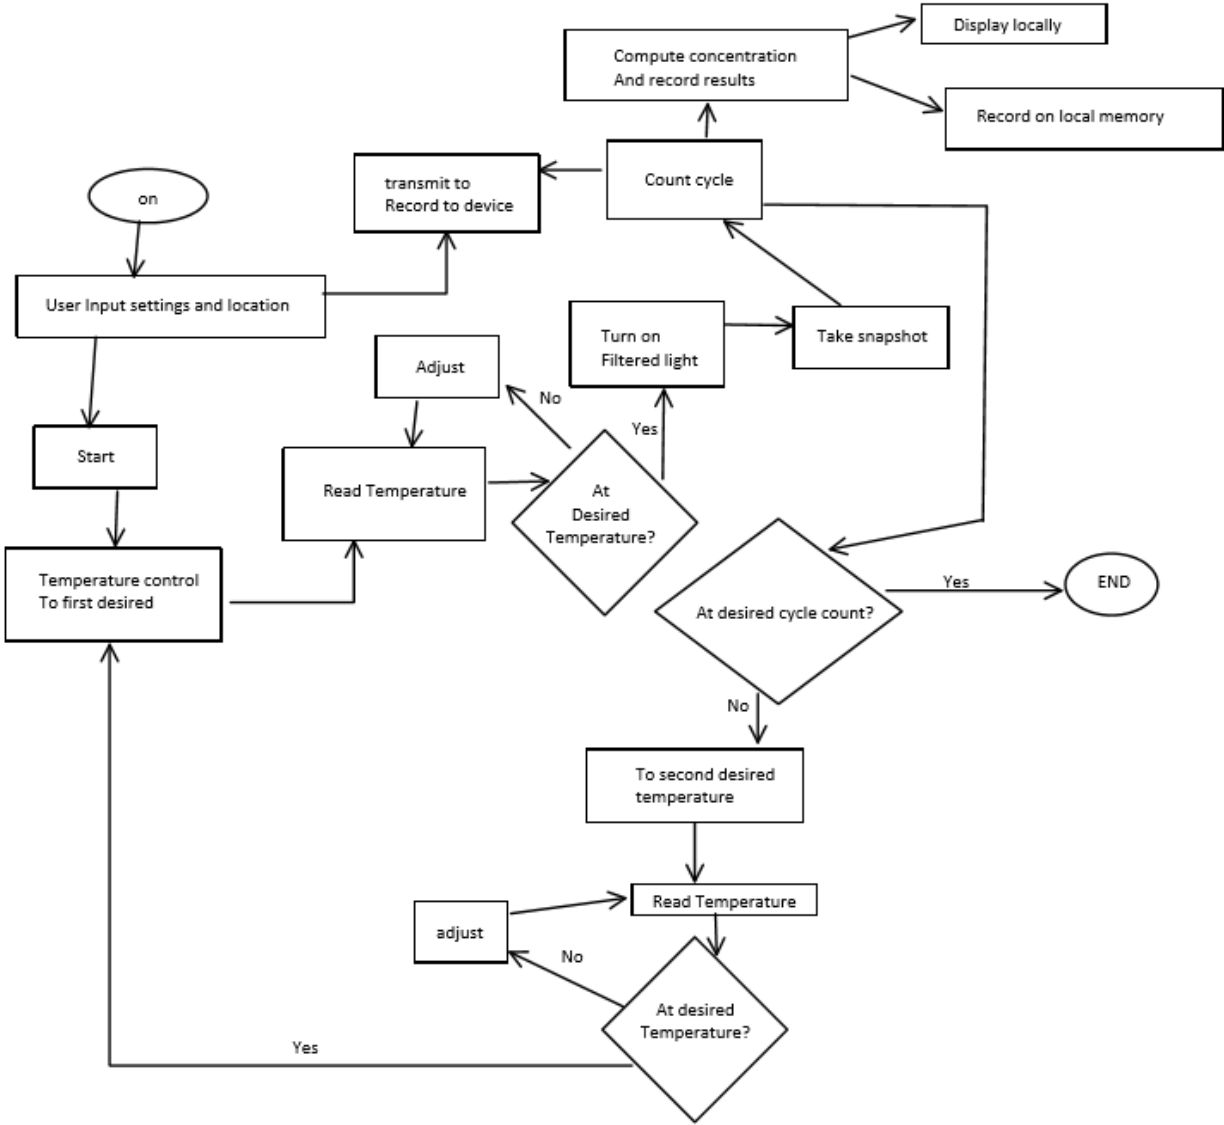 Display locally
Compute concentration
And record results
Record on local memory
Count cycle
transmit to
Record to device
on
User Input settings and location
Turn on
Filtered light
Take snapshot
Adjust
No
Yes
Start
Read Temperature
At
Desired
Temperature?
Temperature control
To first desired
At desired cycle count?
Yes
END
No
To second desired
temperature
Read Temperature
adjust
No
At desired
Temperature?
Yes